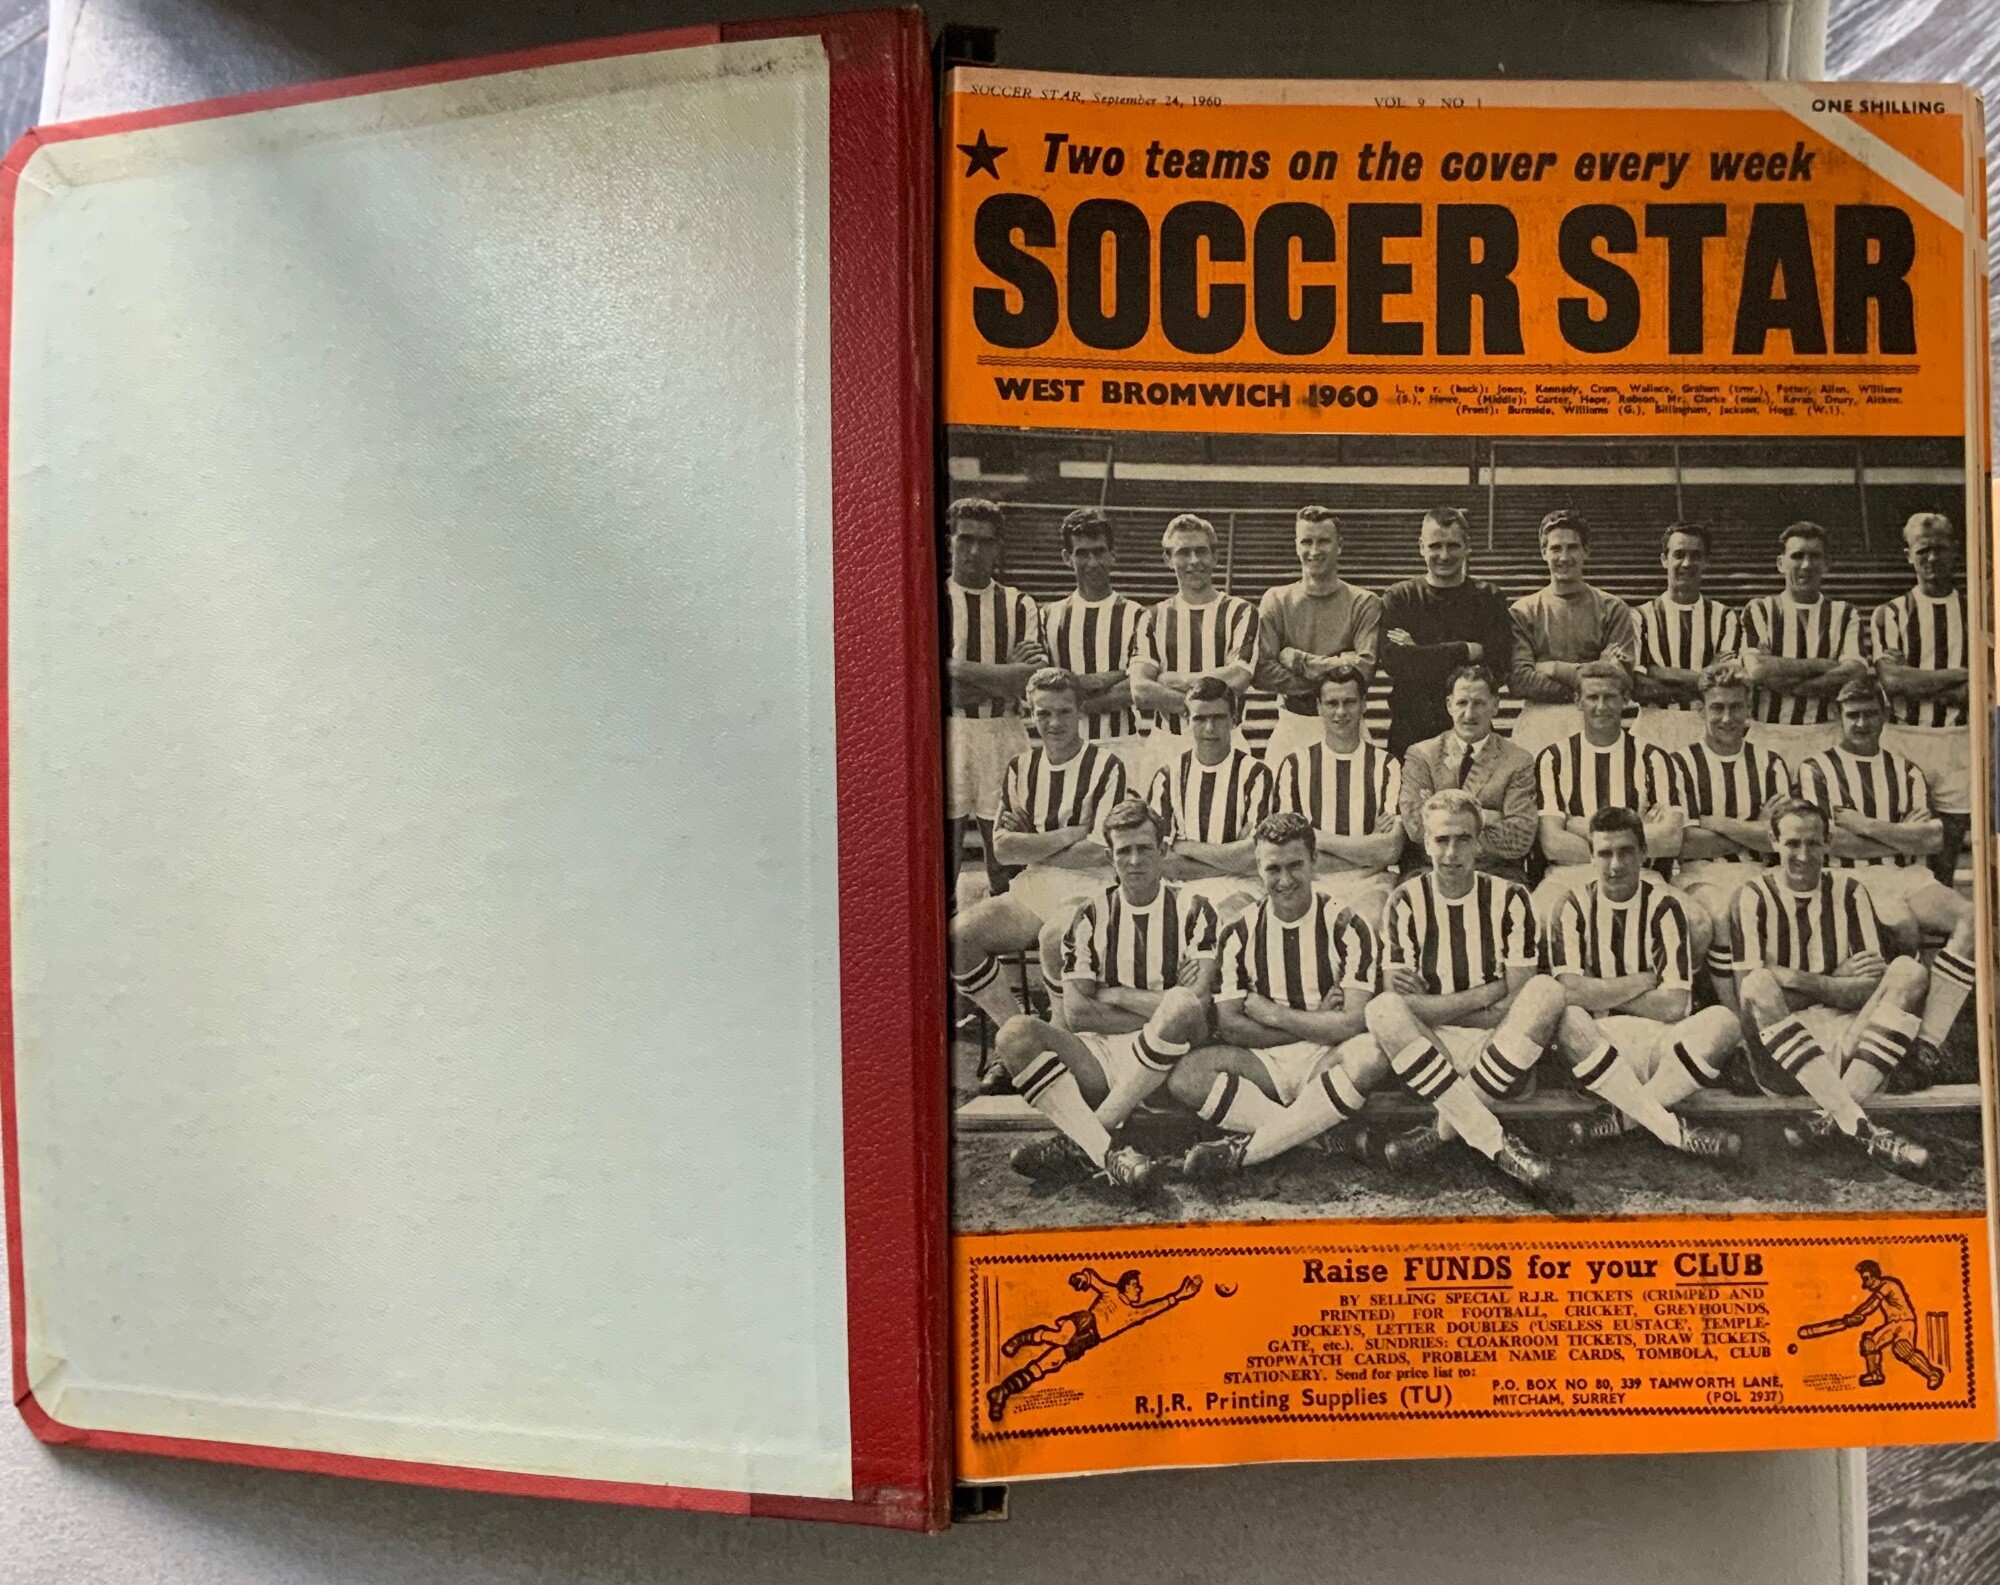 SOCCER STAR, September 24, 1960 VOL 9 NO 1 ONE SHILLING
★ Two teams on the cover every week
SOCCER STAR
WEST BROMWICH 1960
L. to r. (back): Jones, Kennedy, Cram, Wallace, Graham (tnr.), Potter, Allen, Williams
(S.), Howe, (Middle): Carter, Hope, Robson, Mr. Clarke (man.), Kevan, Drury, Aitken.
(Front): Burnside, Williams (G.), Billingham, Jackson, Hogg. (W.1).
Raise FUNDS for your CLUB
BY SELLING SPECIAL R.J.R. TICKETS (CRIMPED AND
PRINTED) FOR FOOTBALL, CRICKET, GREYHOUNDS,
JOCKEYS, LETTER DOUBLES ('USELESS EUSTACE', TEMPLE-
GATE, etc.). SUNDRIES: CLOAKROOM TICKETS, DRAW TICKETS,
STOPWATCH CARDS, PROBLEM NAME CARDS, TOMBOLA, CLUB
STATIONERY. Send for price list to:
R.J.R. Printing Supplies (TU)
P.O. BOX NO 80, 339 TAMWORTH LANE,
MITCHAM, SURREY (POL 2937)